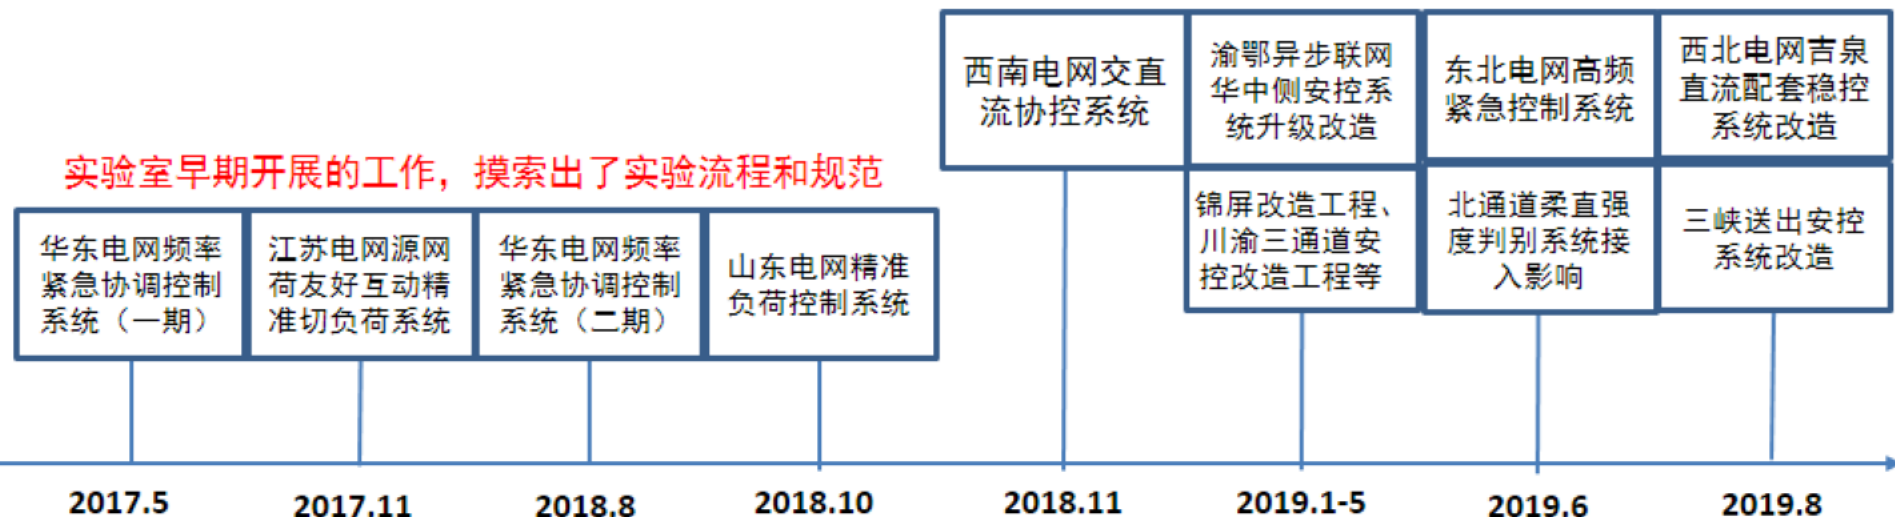 实验室早期开展的工作，摸索出了实验流程和规范
华东电网频率
紧急协调控制
系统（一期）
江苏电网源网
荷友好互动精
准切负荷系统
华东电网频率
紧急协调控制
系统（二期）
山东电网精准
负荷控制系统
西南电网交直
流协控系统
渝鄂异步联网
华中侧安控系
统升级改造
锦屏改造工程、
川渝三通道安
控改造工程等
东北电网高频
紧急控制系统
北通道柔直强
度判别系统接
入影响
西北电网吉泉
直流配套稳控
系统改造
三峡送出安控
系统改造
2017.5
2017.11
2018.8
2018.10
2018.11
2019.1-5
2019.6
2019.8